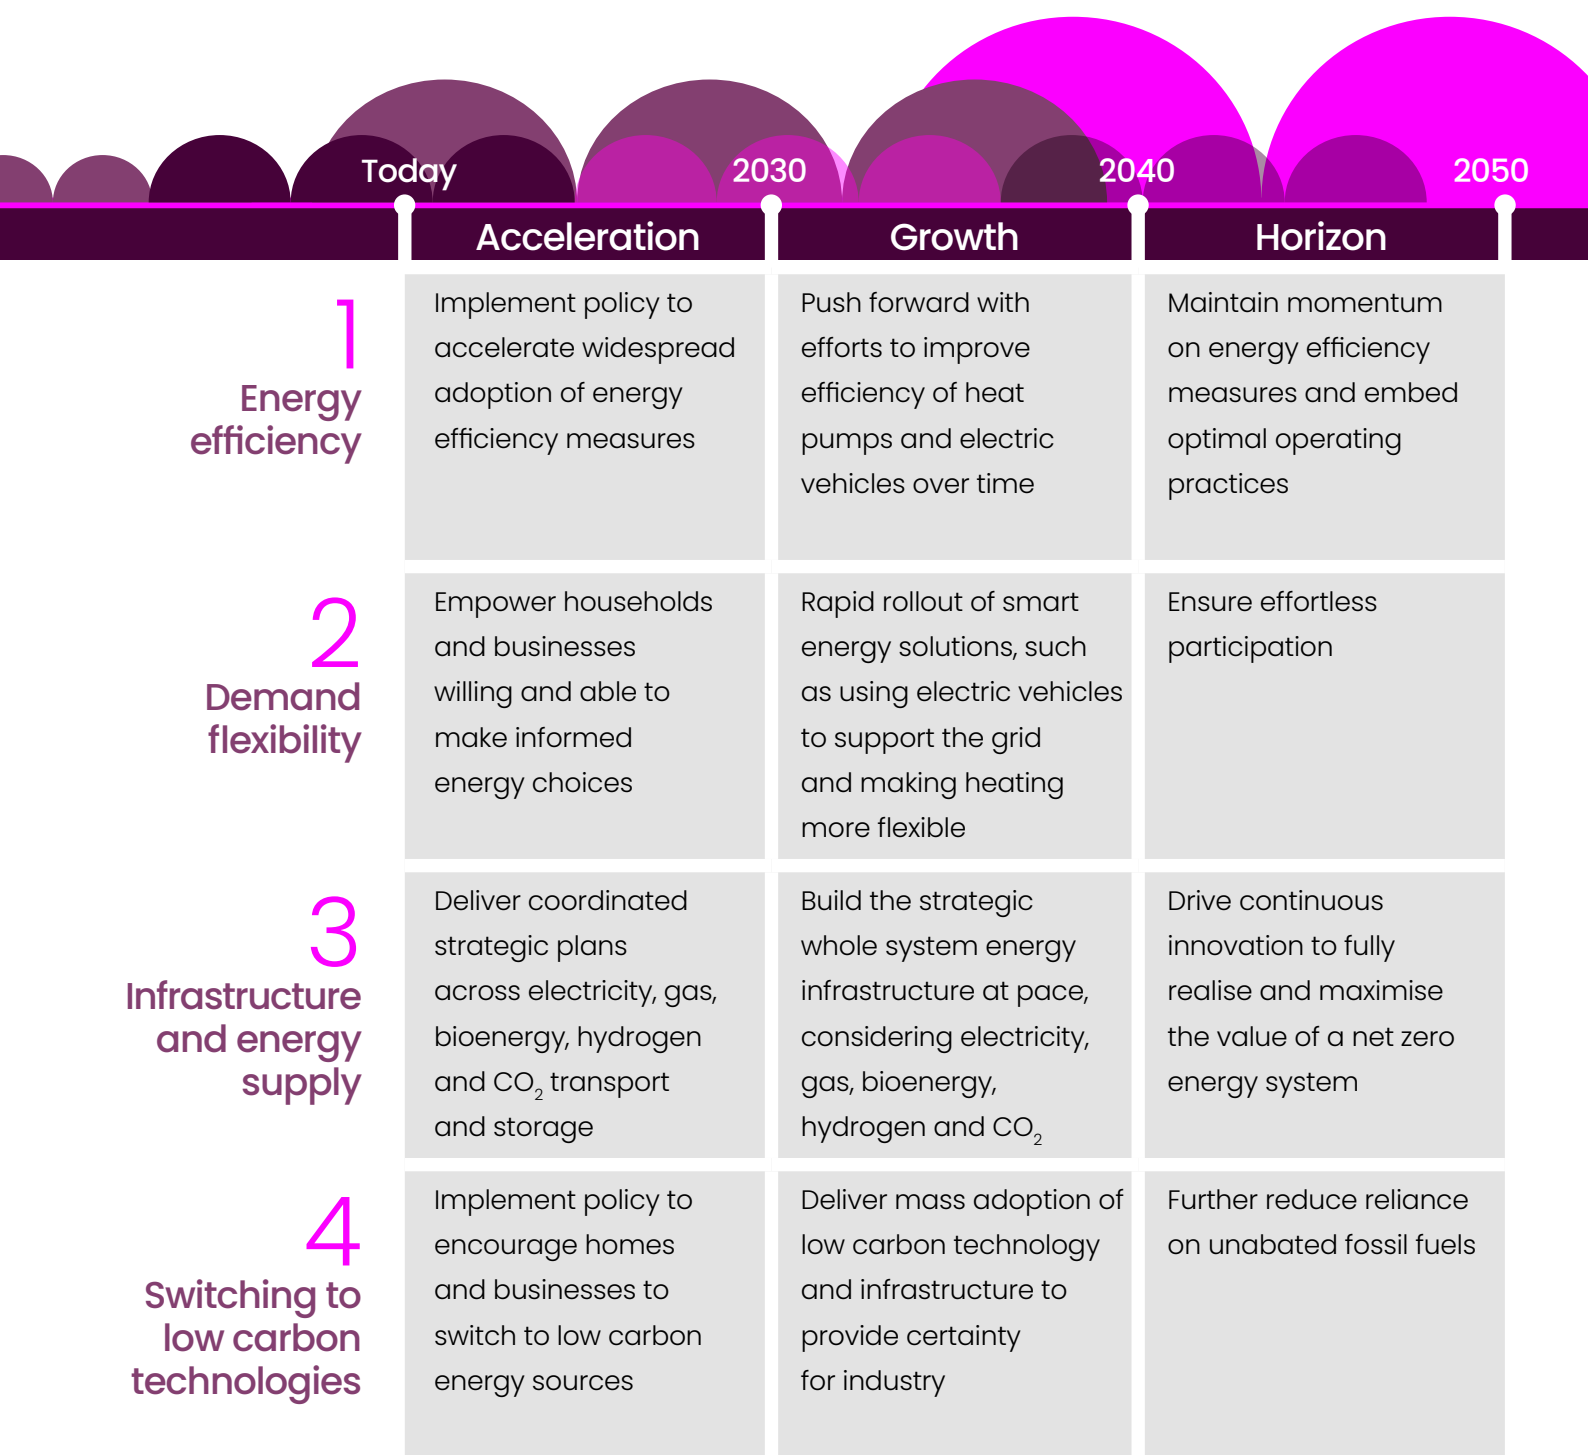 Today
2030
2040
2050
Acceleration
Growth
Horizon
1
Energy
efficiency
Implement policy to
accelerate widespread
adoption of energy
efficiency measures
Push forward with
efforts to improve
efficiency of heat
pumps and electric
vehicles over time
Maintain momentum
on energy efficiency
measures and embed
optimal operating
practices
2
Demand
flexibility
Empower households
and businesses
willing and able to
make informed
energy choices
Rapid rollout of smart
energy solutions, such
as using electric vehicles
to support the grid
and making heating
more flexible
Ensure effortless
participation
3
Infrastructure
and energy
supply
Deliver coordinated
strategic plans
across electricity, gas,
bioenergy, hydrogen
and CO₂ transport
and storage
Build the strategic
whole system energy
infrastructure at pace,
considering electricity,
gas, bioenergy,
hydrogen and CO₂
Drive continuous
innovation to fully
realise and maximise
the value of a net zero
energy system
4
Switching to
low carbon
technologies
Implement policy to
encourage homes
and businesses to
switch to low carbon
energy sources
Deliver mass adoption of
low carbon technology
and infrastructure to
provide certainty
for industry
Further reduce reliance
on unabated fossil fuels